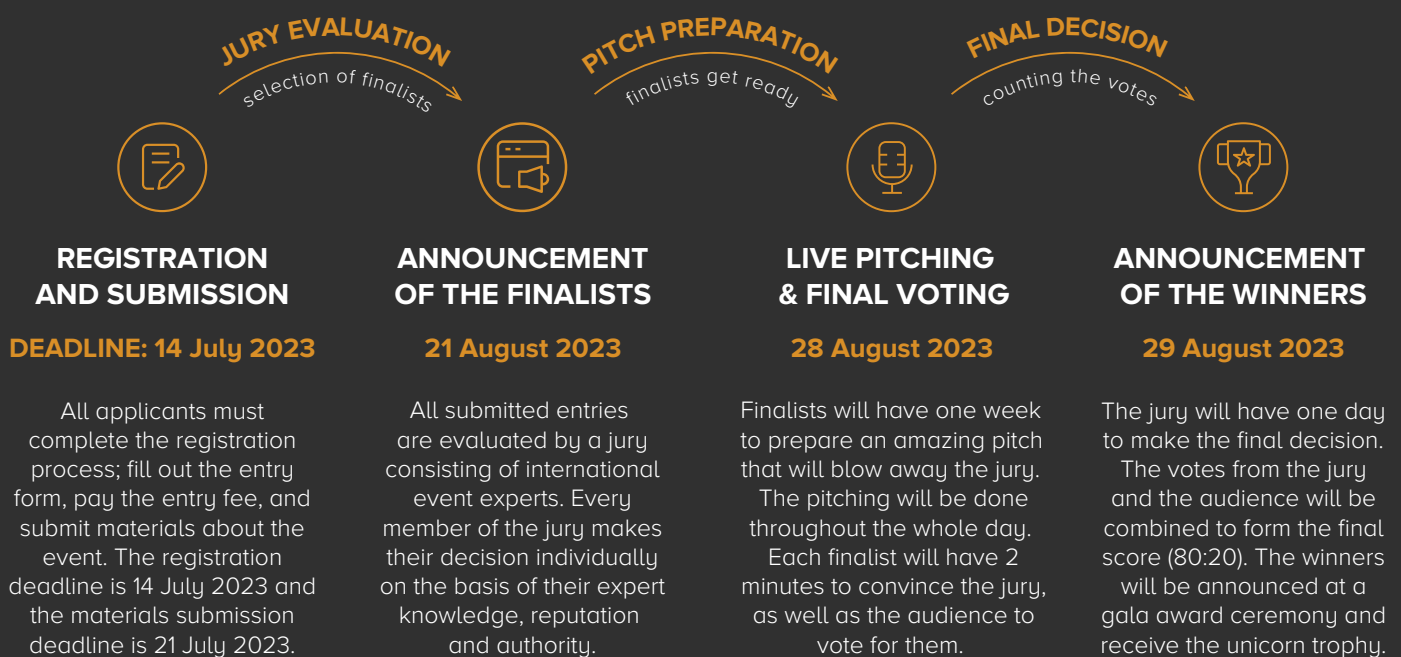 JURY EVALUATION
selection of finalists
PITCH PREPARATION
finalists get ready
FINAL DECISION
counting the votes
REGISTRATION
AND SUBMISSION
DEADLINE: 14 July 2023
All applicants must
complete the registration
process; fill out the entry
form, pay the entry fee, and
submit materials about the
event. The registration
deadline is 14 July 2023 and
the materials submission
deadline is 21 July 2023.
ANNOUNCEMENT
OF THE FINALISTS
21 August 2023
All submitted entries
are evaluated by a jury
consisting of international
event experts. Every
member of the jury makes
their decision individually
on the basis of their expert
knowledge, reputation
and authority.
LIVE PITCHING
& FINAL VOTING
28 August 2023
Finalists will have one week
to prepare an amazing pitch
that will blow away the jury.
The pitching will be done
throughout the whole day.
Each finalist will have 2
minutes to convince the jury,
as well as the audience to
vote for them.
ANNOUNCEMENT
OF THE WINNERS
29 August 2023
The jury will have one day
to make the final decision.
The votes from the jury
and the audience will be
combined to form the final
score (80:20). The winners
will be announced at a
gala award ceremony and
receive the unicorn trophy.